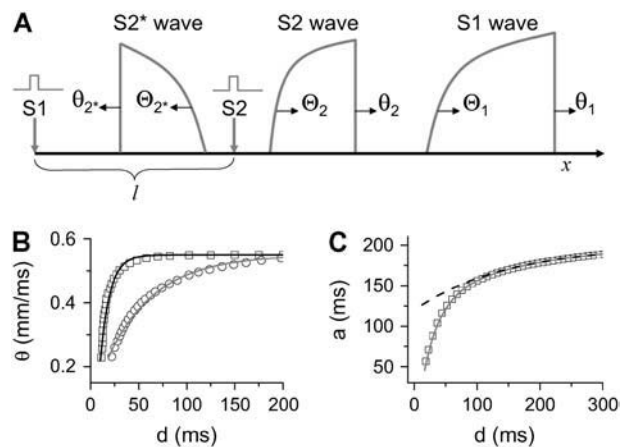 A
S2* wave
S2 wave
S1 wave
S1
θ2*
Θ2*
S2
Θ2
θ2
Θ1
θ1
l
x
B
θ (mm/ms)
0.6
0.4
0.2
0 50 100 150 200
d (ms)
C
a (ms)
200
150
100
50
0 100 200 300
d (ms)